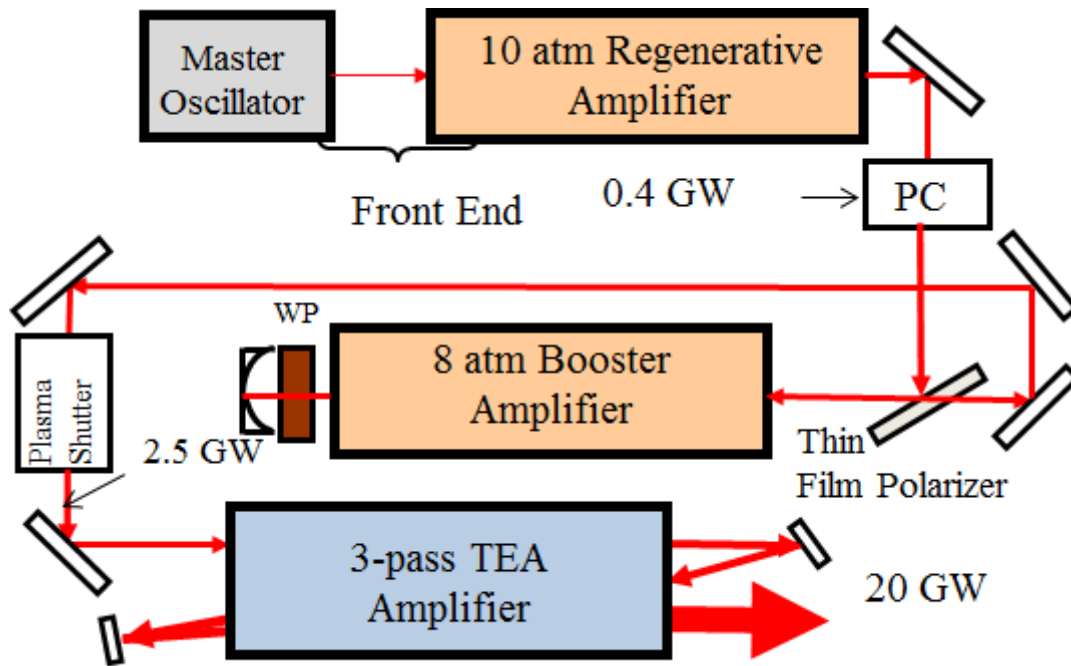 Master
Oscillator
10 atm Regenerative
Amplifier
Front End
0.4 GW
PC
WP
8 atm Booster
Amplifier
Plasma
Shutter
2.5 GW
Thin
Film Polarizer
3-pass TEA
Amplifier
20 GW